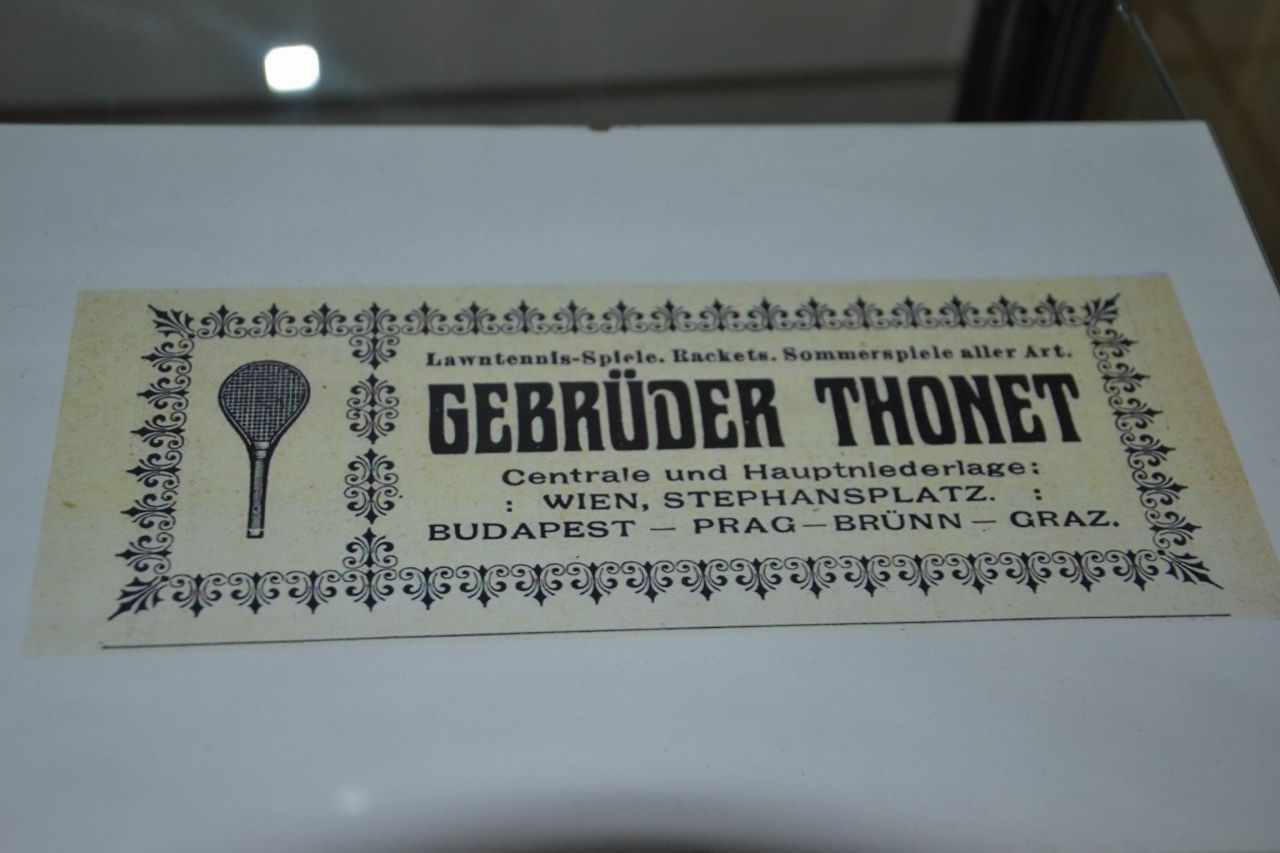 Lawntennis-Spiele. Rackets. Sommerspiele aller Art.
GEBRÜDER THONET
Centrale und Hauptniederlage:
: WIEN, STEPHANSPLATZ. :
BUDAPEST — PRAG — BRÜNN — GRAZ.